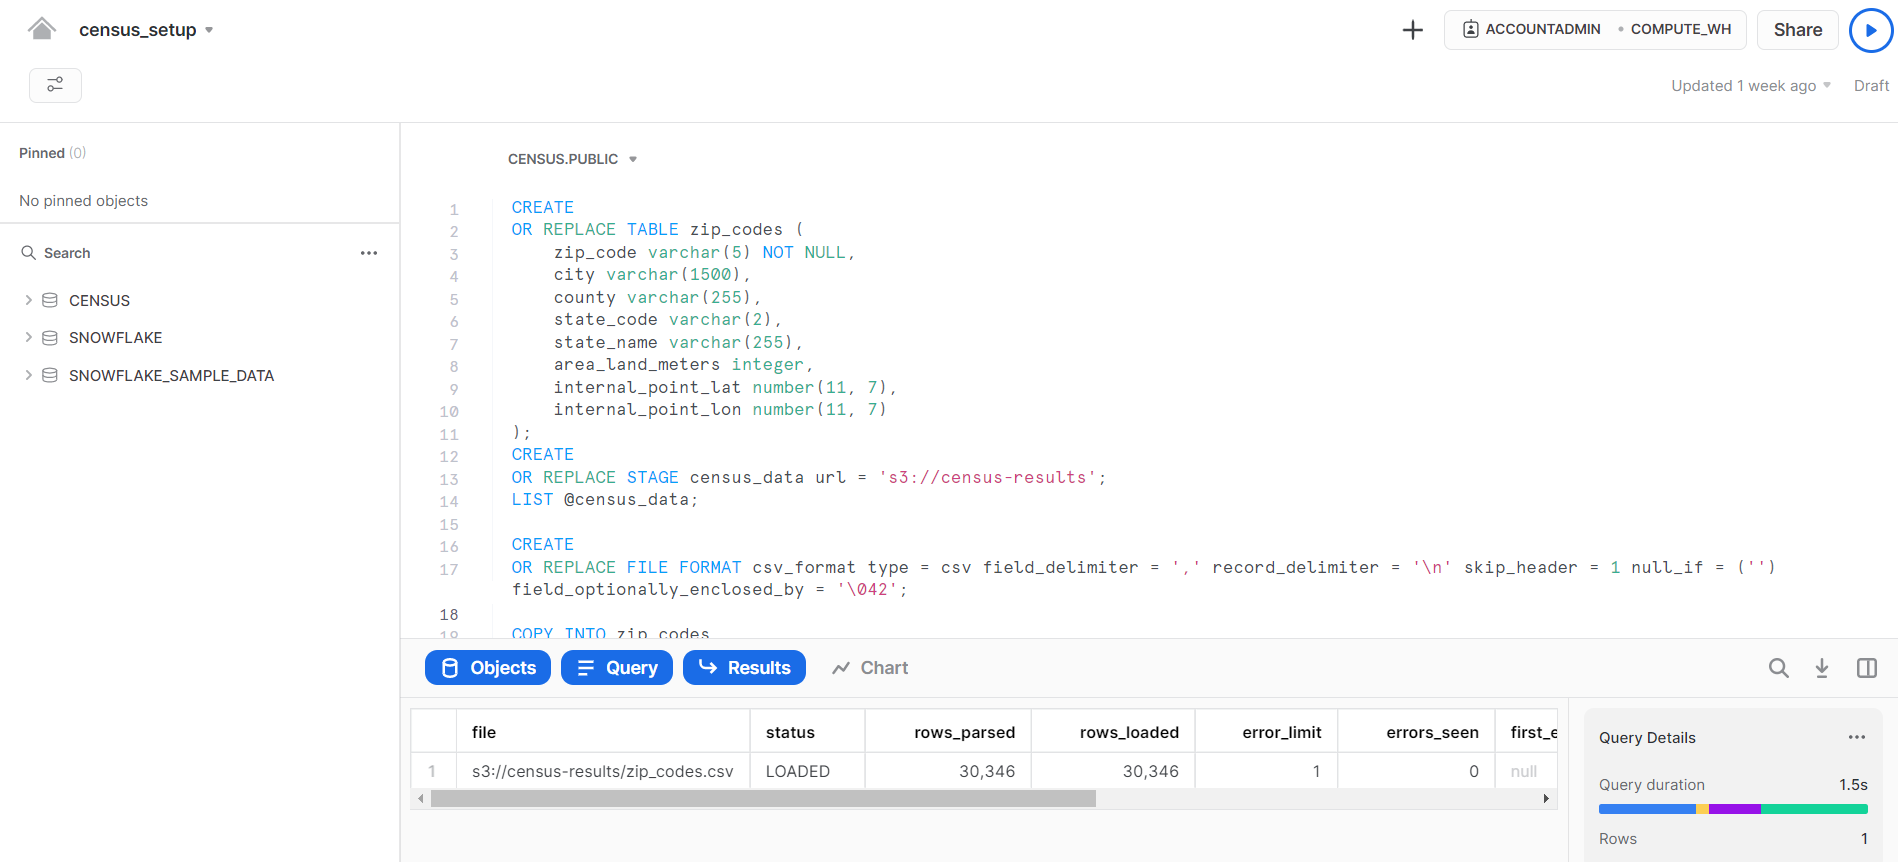 census_setup
ACCOUNTADMIN • COMPUTE_WH
Share
Updated 1 week ago
Draft
Pinned (0)
No pinned objects
Search
CENSUS
SNOWFLAKE
SNOWFLAKE_SAMPLE_DATA
CENSUS.PUBLIC
1 CREATE
2 OR REPLACE TABLE zip_codes (
3 zip_code varchar(5) NOT NULL,
4 city varchar(1500),
5 county varchar(255),
6 state_code varchar(2),
7 state_name varchar(255),
8 area_land_meters integer,
9 internal_point_lat number(11, 7),
10 internal_point_lon number(11, 7)
11 );
12 CREATE
13 OR REPLACE STAGE census_data url = 's3://census-results';
14 LIST @census_data;
15
16 CREATE
17 OR REPLACE FILE FORMAT csv_format type = csv field_delimiter = ',' record_delimiter = '\n' skip_header = 1 null_if = ('')
field_optionally_enclosed_by = '\042';
18
19 COPY INTO zip_codes
Objects Query Results Chart
file status rows_parsed rows_loaded error_limit errors_seen first_e
1 s3://census-results/zip_codes.csv LOADED 30,346 30,346 1 0 null
Query Details
Query duration 1.5s
Rows 1